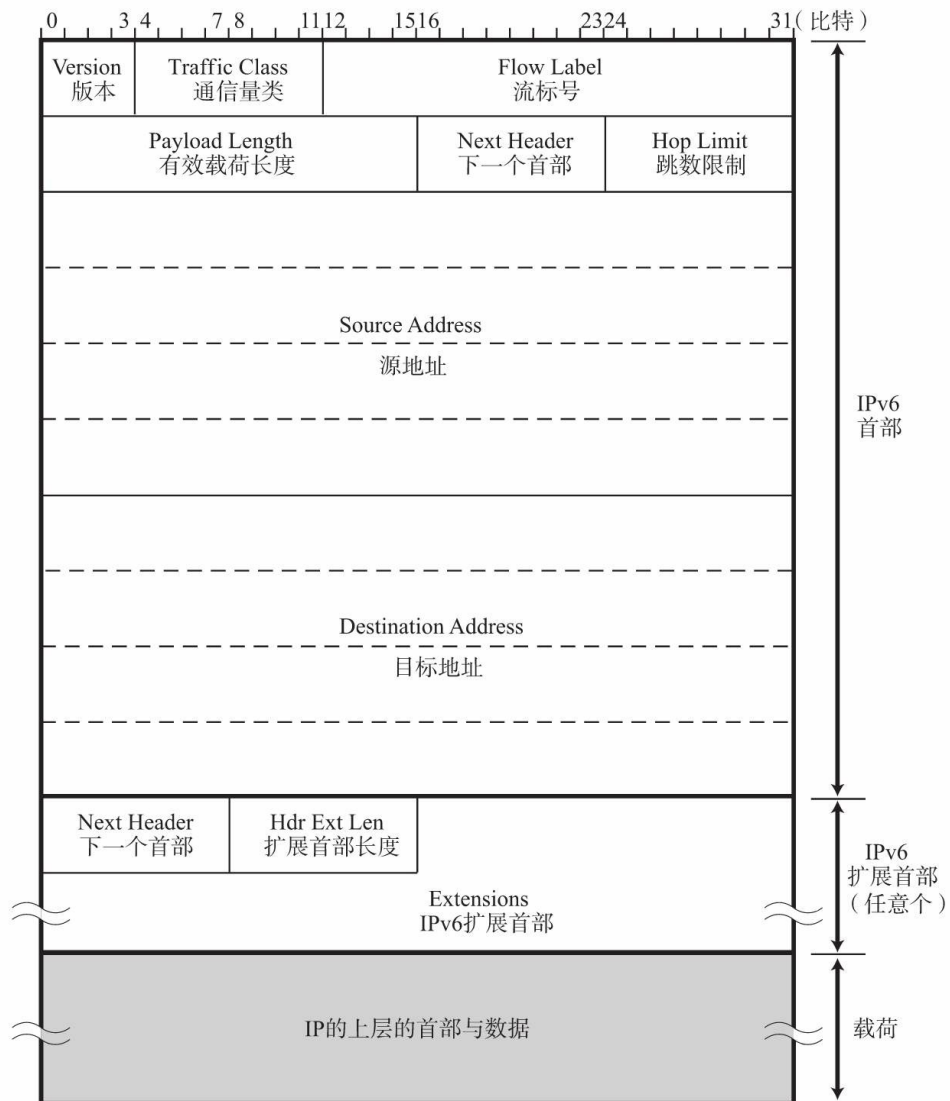 0 3 4 7 8 11 12 15 16 23 24 31(比特)
Version Traffic Class Flow Label
版本 通信量类 流标号
Payload Length Next Header Hop Limit
有效载荷长度 下一个首部 跳数限制
Source Address
源地址
IPv6
首部
Destination Address
目标地址
Next Header Hdr Ext Len
下一个首部 扩展首部长度
IPv6
扩展首部
(任意个)
Extensions
IPv6扩展首部
IP的上层的首部与数据
载荷